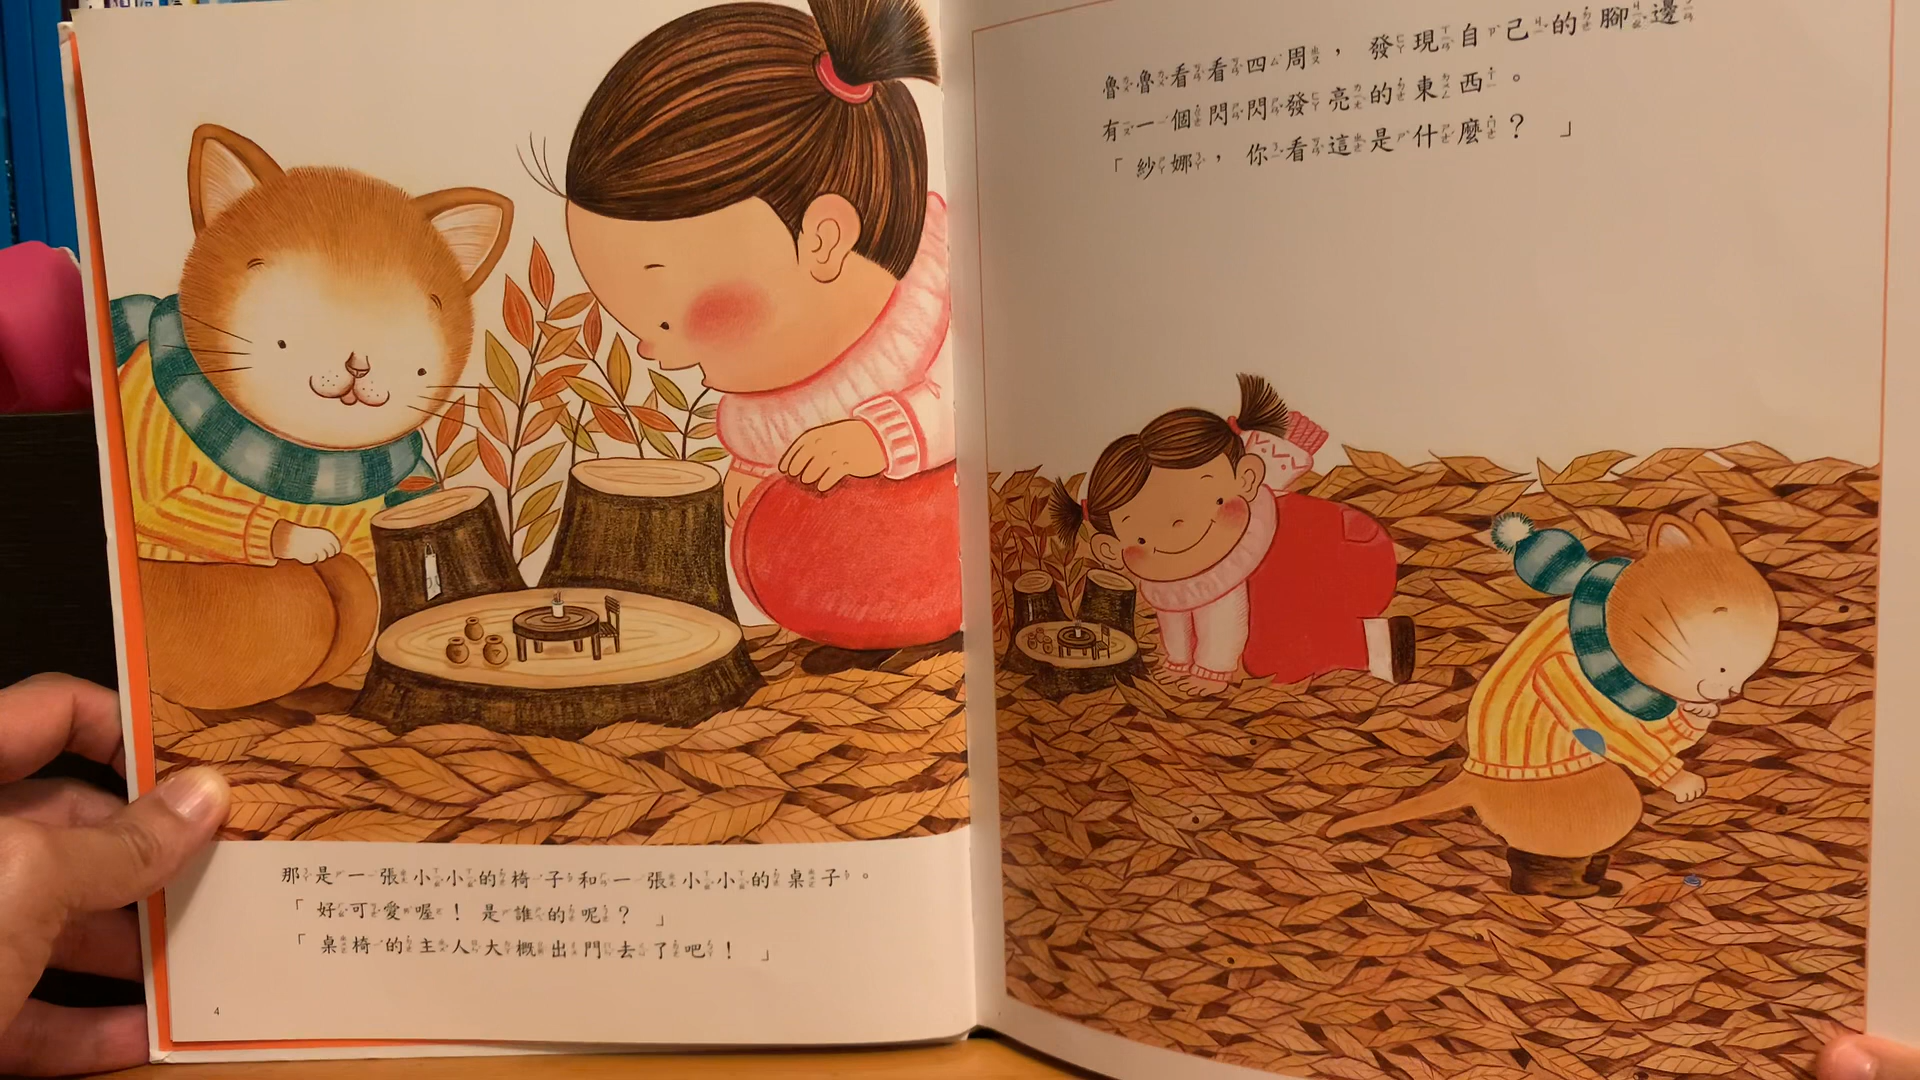 那是一張小小的椅子和一張小小的桌子。
「好可愛喔！是誰的呢？」
「桌椅的主人大概出門去了吧！」
4
魯魯看看四周，發現自己的腳邊，
有一個閃閃發亮的東西。
「紗娜，你看這是什麼？」